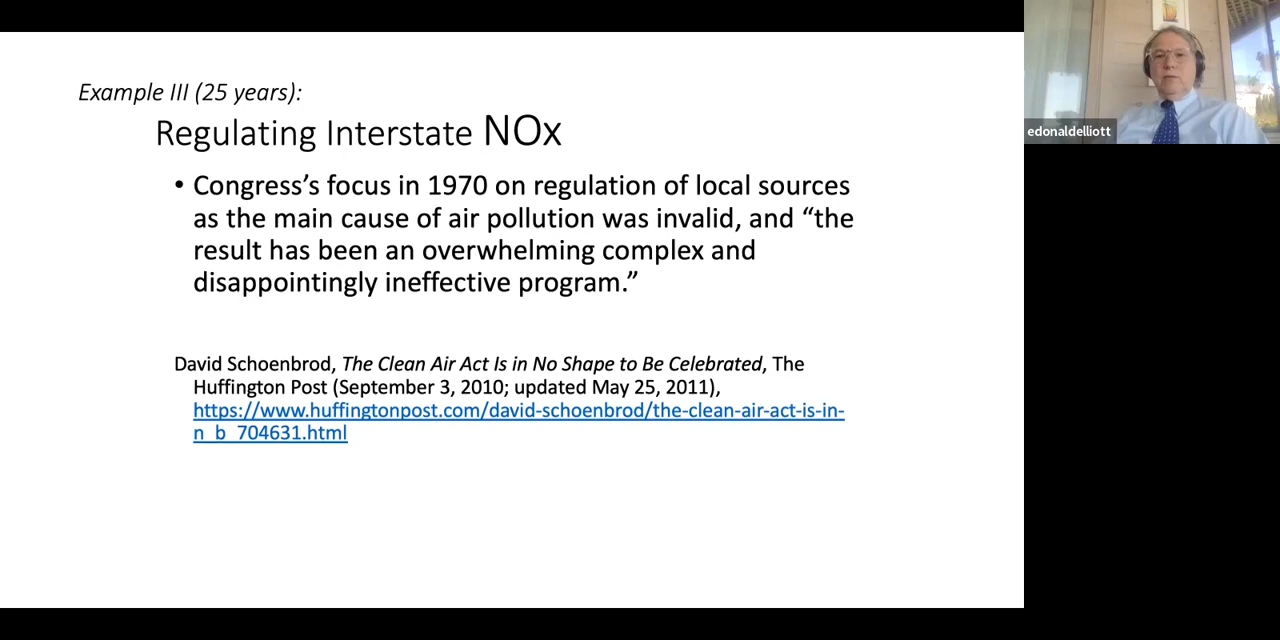 Example III (25 years):
Regulating Interstate NOx
• Congress’s focus in 1970 on regulation of local sources
as the main cause of air pollution was invalid, and “the
result has been an overwhelming complex and
disappointingly ineffective program.”
David Schoenbrod, The Clean Air Act Is in No Shape to Be Celebrated, The
Huffington Post (September 3, 2010; updated May 25, 2011),
https://www.huffingtonpost.com/david-schoenbrod/the-clean-air-act-is-in-
n_b_704631.html
edonaldelliott